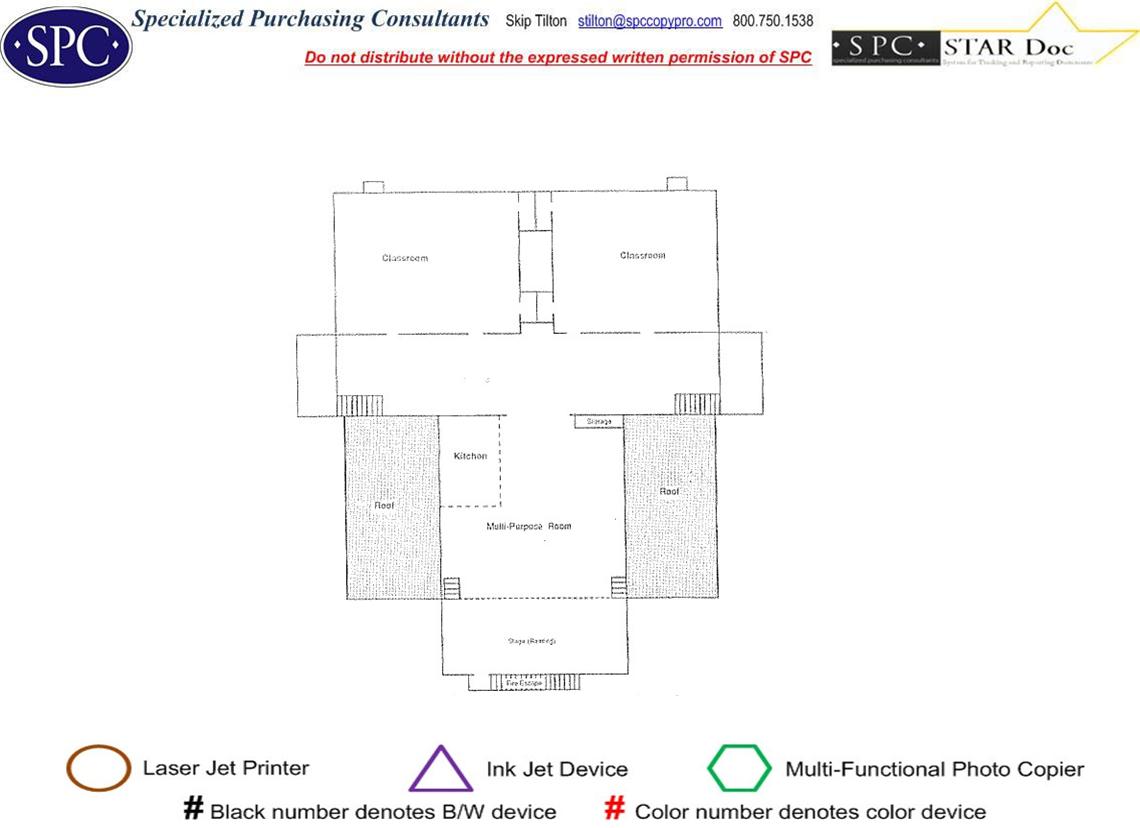 Specialized Purchasing Consultants Skip Tilton stilton@spccopypro.com 800.750.1538
SPC
Do not distribute without the expressed written permission of SPC
SPC STAR Doc
specialized purchasing consultants System for Tracking and Reporting Documents
Classroom
Classroom
Storage
Kitchen
Roof
Roof
Multi-Purpose Room
Stage (Reading)
Fire Escape
Laser Jet Printer
Ink Jet Device
Multi-Functional Photo Copier
# Black number denotes B/W device
# Color number denotes color device